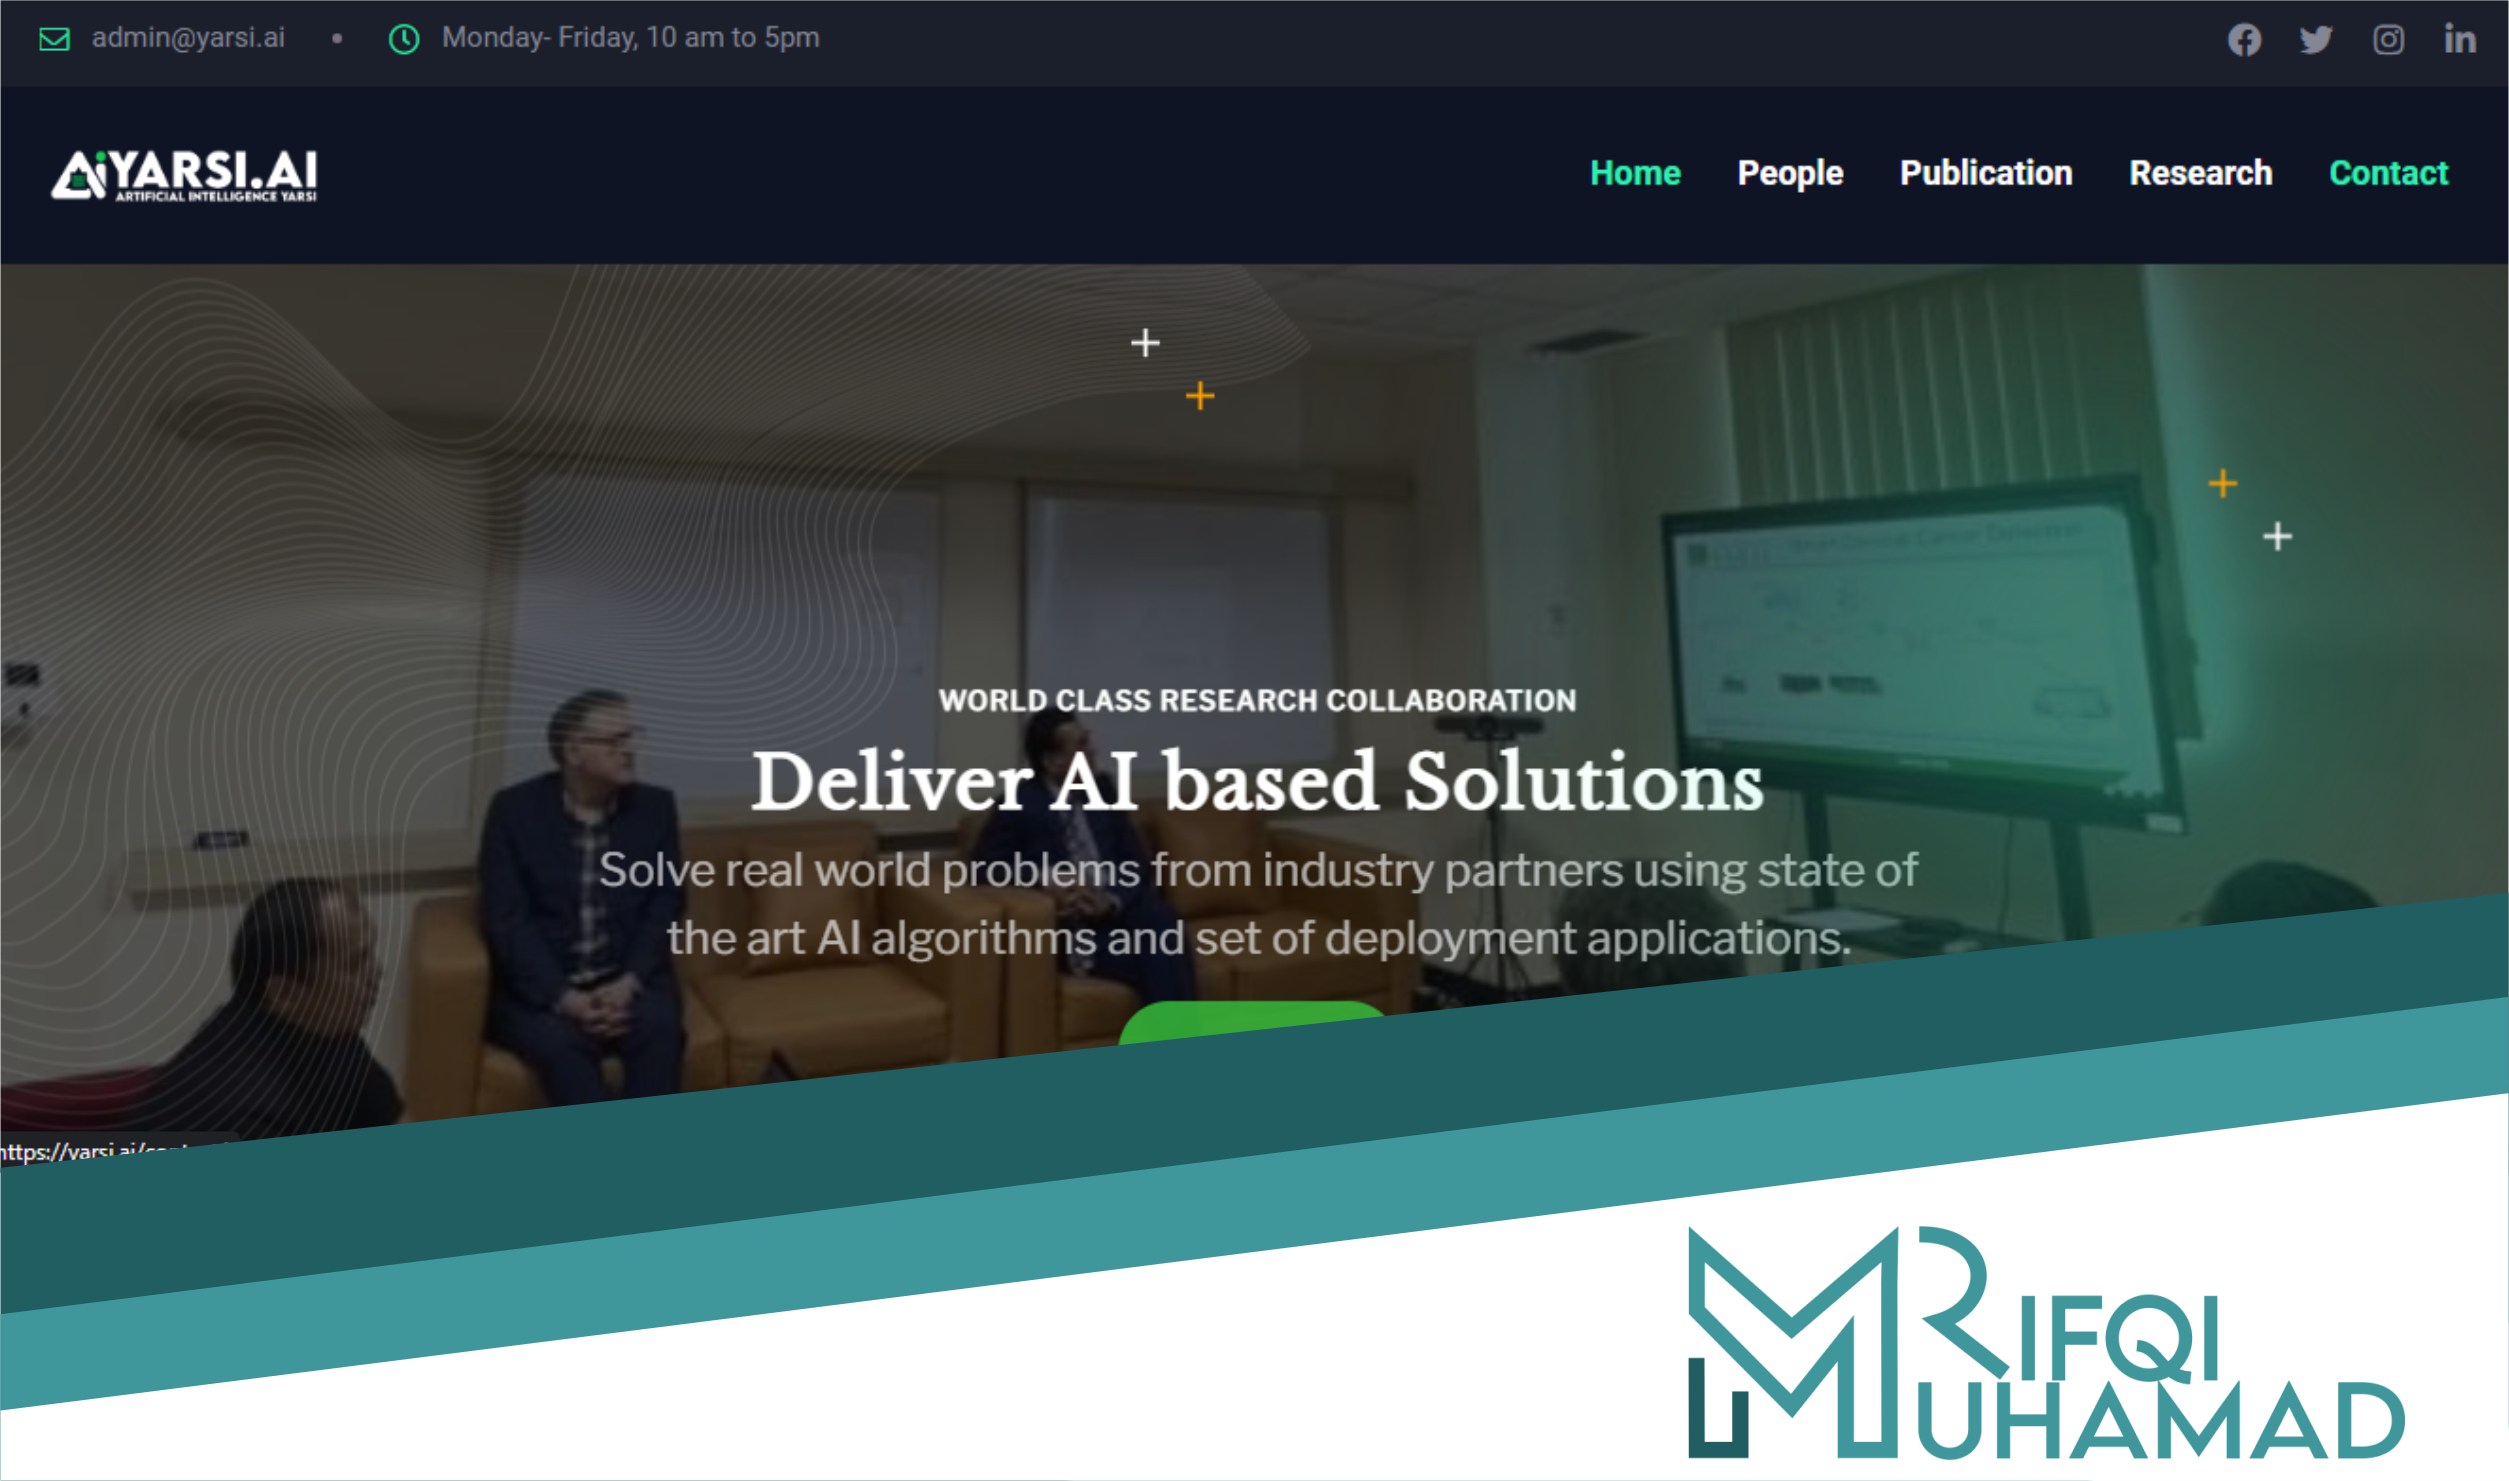 admin@yarsi.ai • Monday- Friday, 10 am to 5pm
YARSI.AI
ARTIFICIAL INTELLIGENCE YARSI
Home People Publication Research Contact
WORLD CLASS RESEARCH COLLABORATION
Deliver AI based Solutions
Solve real world problems from industry partners using state of
the art AI algorithms and set of deployment applications.
https://yarsi.ai/
RIFQI
MUHAMAD